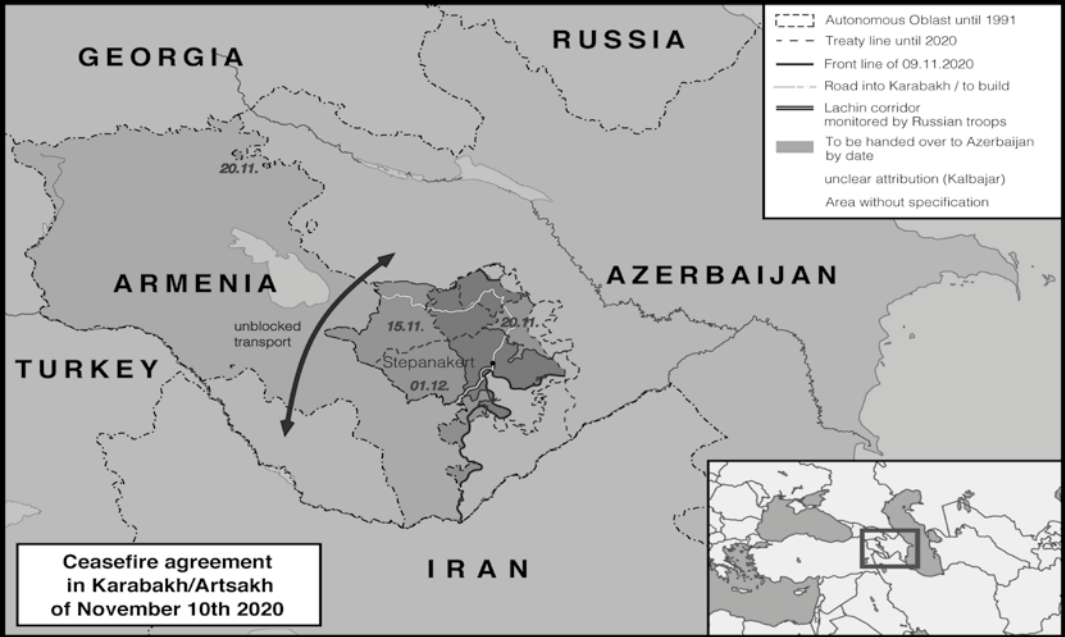 GEORGIA
RUSSIA
Autonomous Oblast until 1991
Treaty line until 2020
Front line of 09.11.2020
Road into Karabakh / to build
Lachin corridor
monitored by Russian troops
To be handed over to Azerbaijan
by date
unclear attribution (Kalbajar)
Area without specification
20.11.
ARMENIA
AZERBAIJAN
unblocked
transport
15.11.
20.11.
TURKEY
Stepanakert
01.12.
IRAN
Ceasefire agreement
in Karabakh/Artsakh
of November 10th 2020